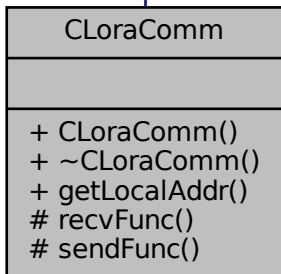 CLoraComm
+ CLoraComm()
+ ~CLoraComm()
+ getLocalAddr()
# recvFunc()
# sendFunc()